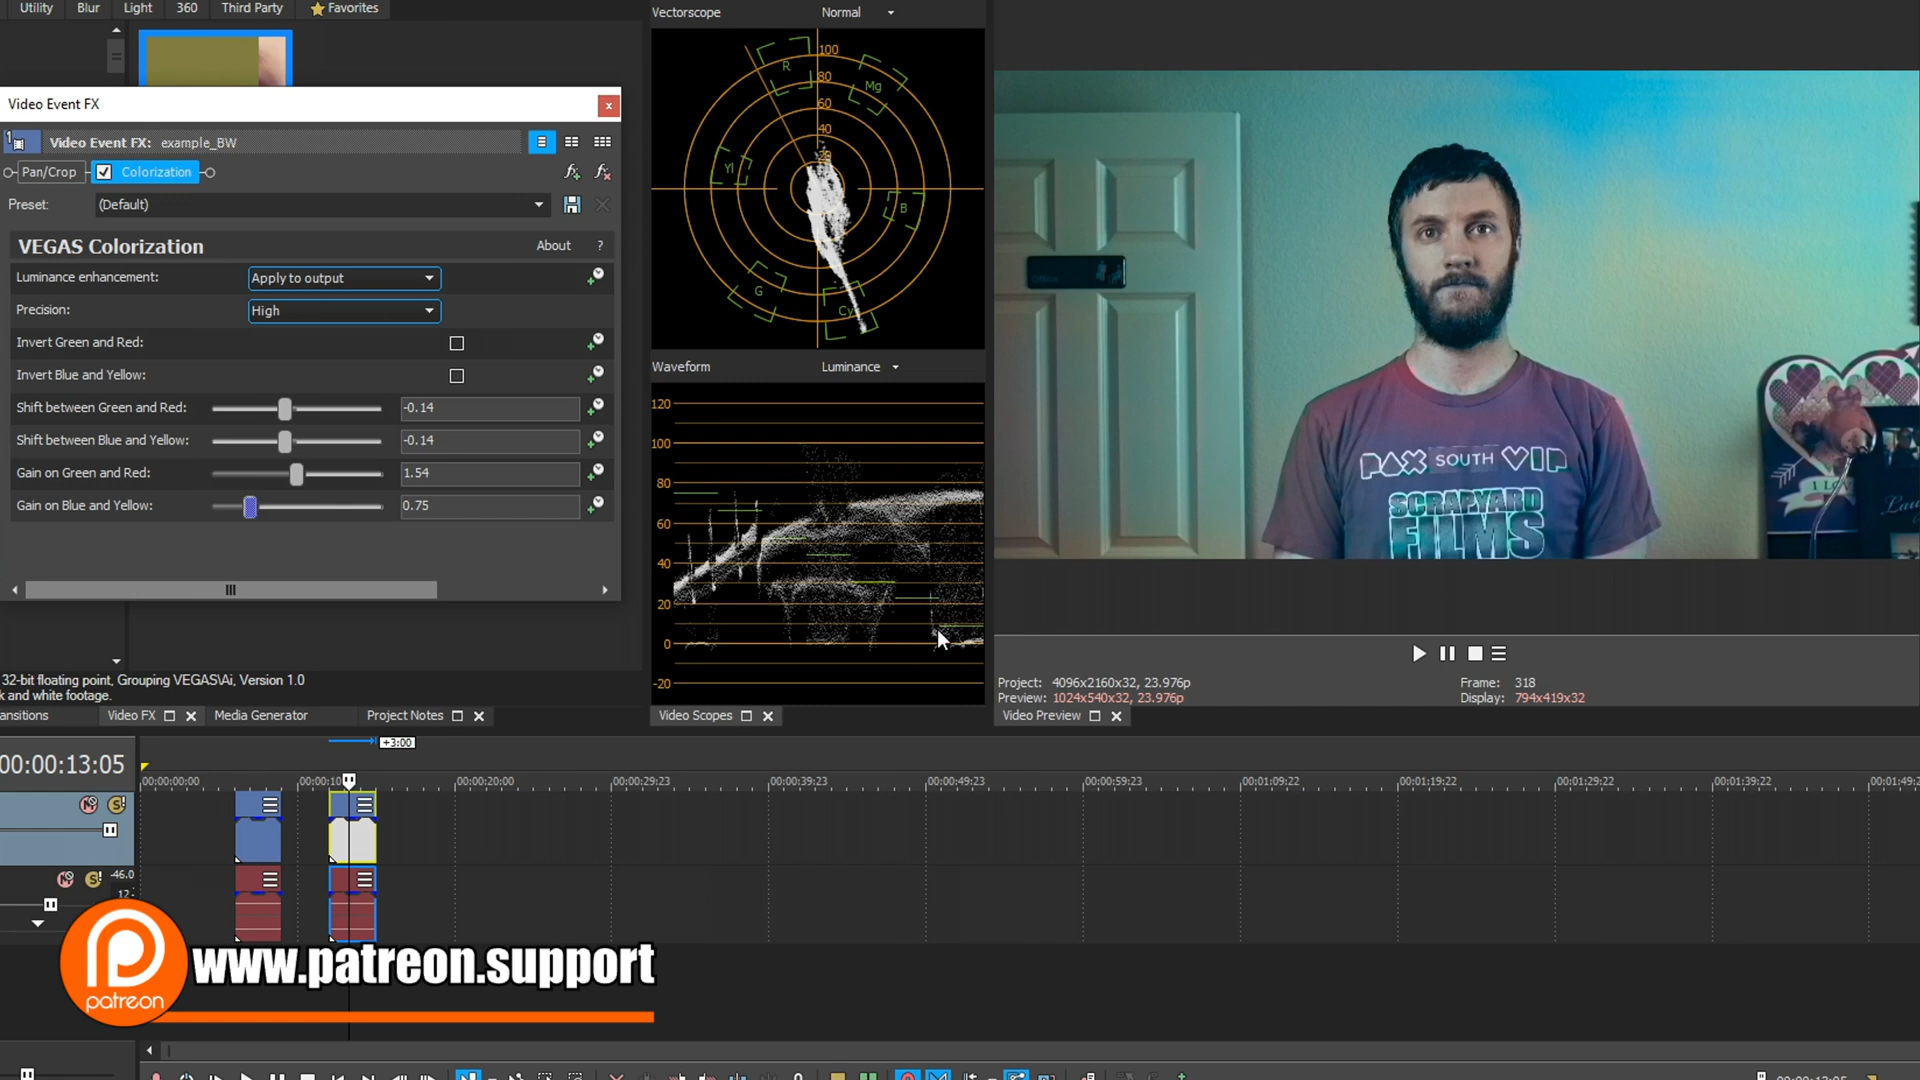 Utility Blur Light 360 Third Party Favorites
Video Event FX
Video Event FX: example_BW
Pan/Crop Colorization
Preset: (Default)
VEGAS Colorization About ?
Luminance enhancement: Apply to output
Precision: High
Invert Green and Red:
Invert Blue and Yellow:
Shift between Green and Red: -0.14
Shift between Blue and Yellow: -0.14
Gain on Green and Red: 1.54
Gain on Blue and Yellow: 0.75
32-bit floating point, Grouping VEGAS\Ai, Version 1.0
k and white footage.
ansitions Video FX Media Generator Project Notes
Vectorscope Normal
100
80
60
40
20
R Mg Yl B G Cy
Waveform Luminance
120
100
80
60
40
20
0
-20
Video Scopes
Office
PAX SOUTH VIP
SCRAPYARD
FILMS
I LO
Lau
Project: 4096x2160x32, 23.976p
Preview: 1024x540x32, 23.976p
Frame: 318
Display: 794x419x32
Video Preview
00:00:13:05
+3:00
00:00:00:00 00:00:10 00:00:20:00 00:00:29:23 00:00:39:23 00:00:49:23 00:00:59:23 00:01:09:22 00:01:19:22 00:01:29:22 00:01:39:22 00:01:49:2
M S
M S -46.0
12
patreon
www.patreon.support